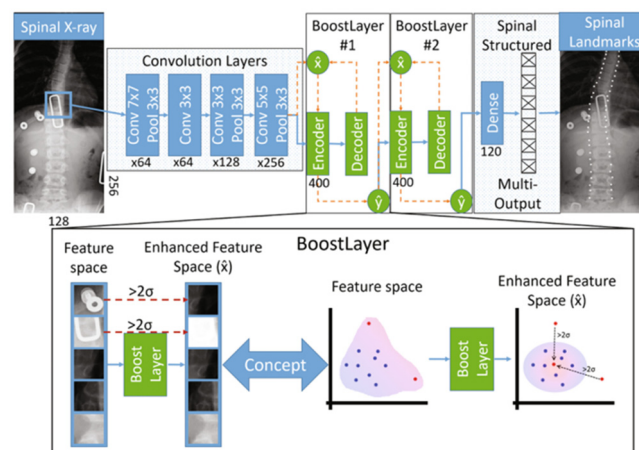 Spinal X-ray
Convolution Layers
Conv 7x7
Pool 3x3
x64
Conv 3x3
x64
Conv 3x3
Pool 3x3
x128
Conv 5x5
Pool 3x3
x256
BoostLayer
#1
x̂
Encoder
400
Decoder
ŷ
BoostLayer
#2
x̂
Encoder
400
Decoder
ŷ
Spinal
Structured
Dense
120
Multi-
Output
Spinal
Landmarks
256
128
BoostLayer
Feature
space
Enhanced Feature
Space (x̂)
>2σ
>2σ
Boost
Layer
Concept
Feature space
Boost
Layer
Enhanced Feature
Space (x̂)
>2σ
>2σ